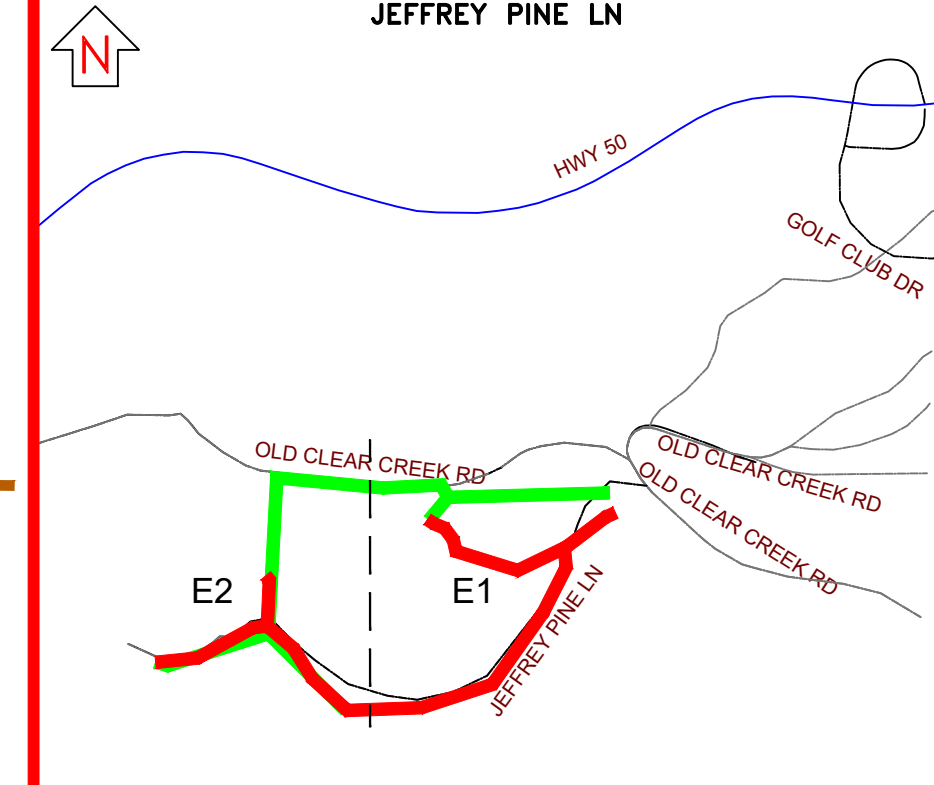 JEFFREY PINE LN
N
HWY 50
GOLF CLUB DR
OLD CLEAR CREEK RD
OLD CLEAR CREEK RD
OLD CLEAR CREEK RD
E2
E1
JEFFREY PINE LN